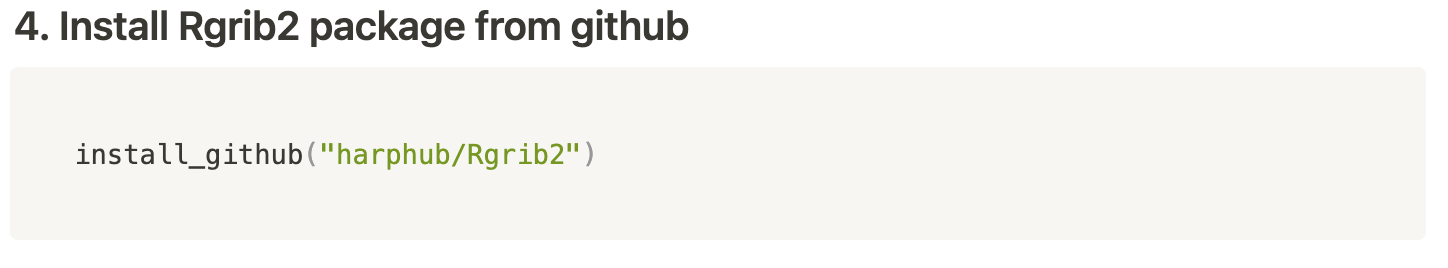 4. Install Rgrib2 package from github
install_github("harphub/Rgrib2")